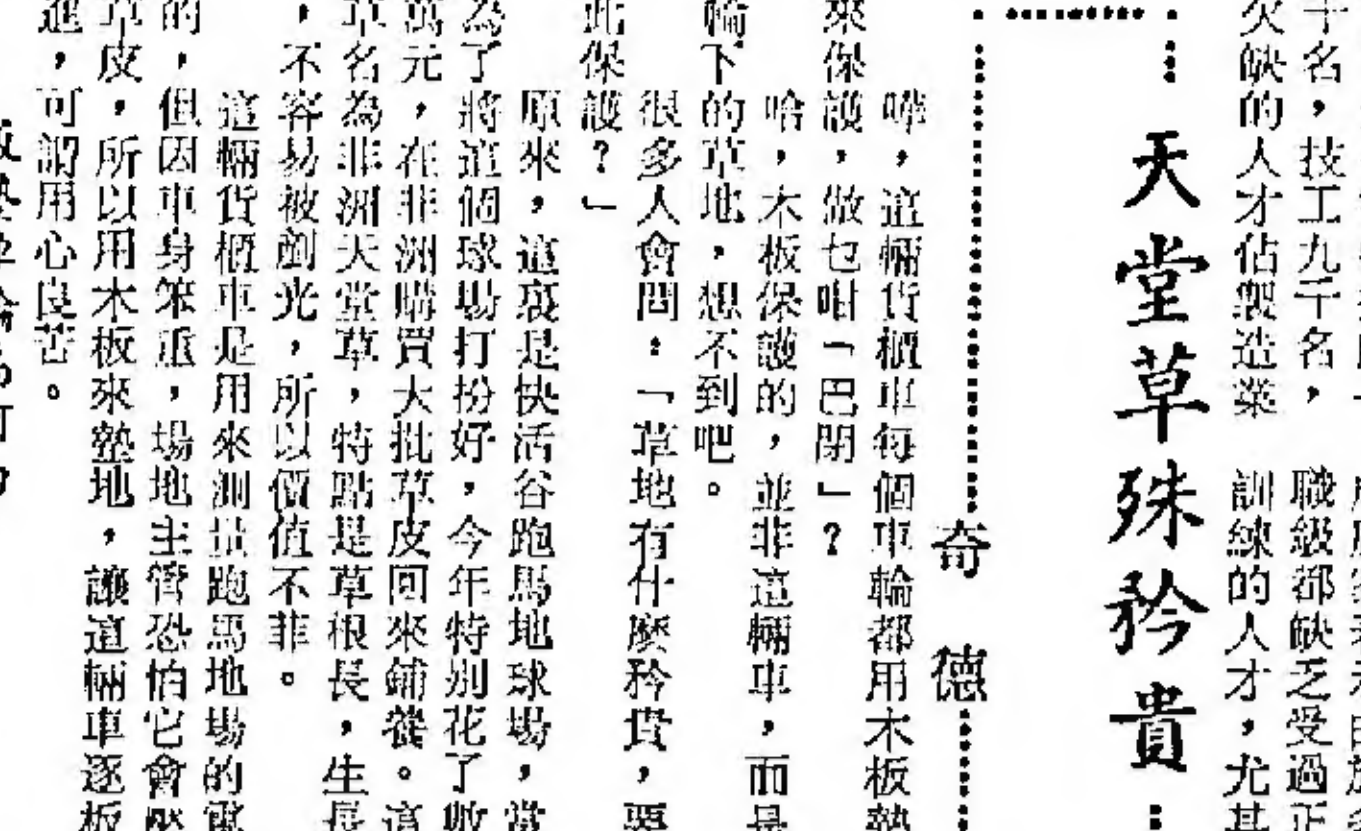 千名，技工九千名，
欠缺的人才佔製造業
職級都缺乏受過正
訓練的人才，尤其
天堂草殊矜貴
奇德
嘩，這輛貨櫃車每個車輪都用木板墊
來保護，做乜咁「巴閉」？
哈，木板保護的，並非這輛車，而是
輪下的草地，想不到吧。
很多人會問：「草地有什麼矜貴，要
此保護？」
原來，這裏是快活谷跑馬地球場，當
為了將這個球場打扮好，今年特別花了數
萬元，在非洲購買大批草皮回來鋪養。這
草名為非洲天堂草，特點是草根長，生長
，不容易被剷光，所以價值不菲。
這輛貨櫃車是用來測量跑馬地場的電
的，但因車身笨重，場地主管恐怕它會壓
草皮，所以用木板來墊地，讓這輛車逐板
進，可謂用心良苦。